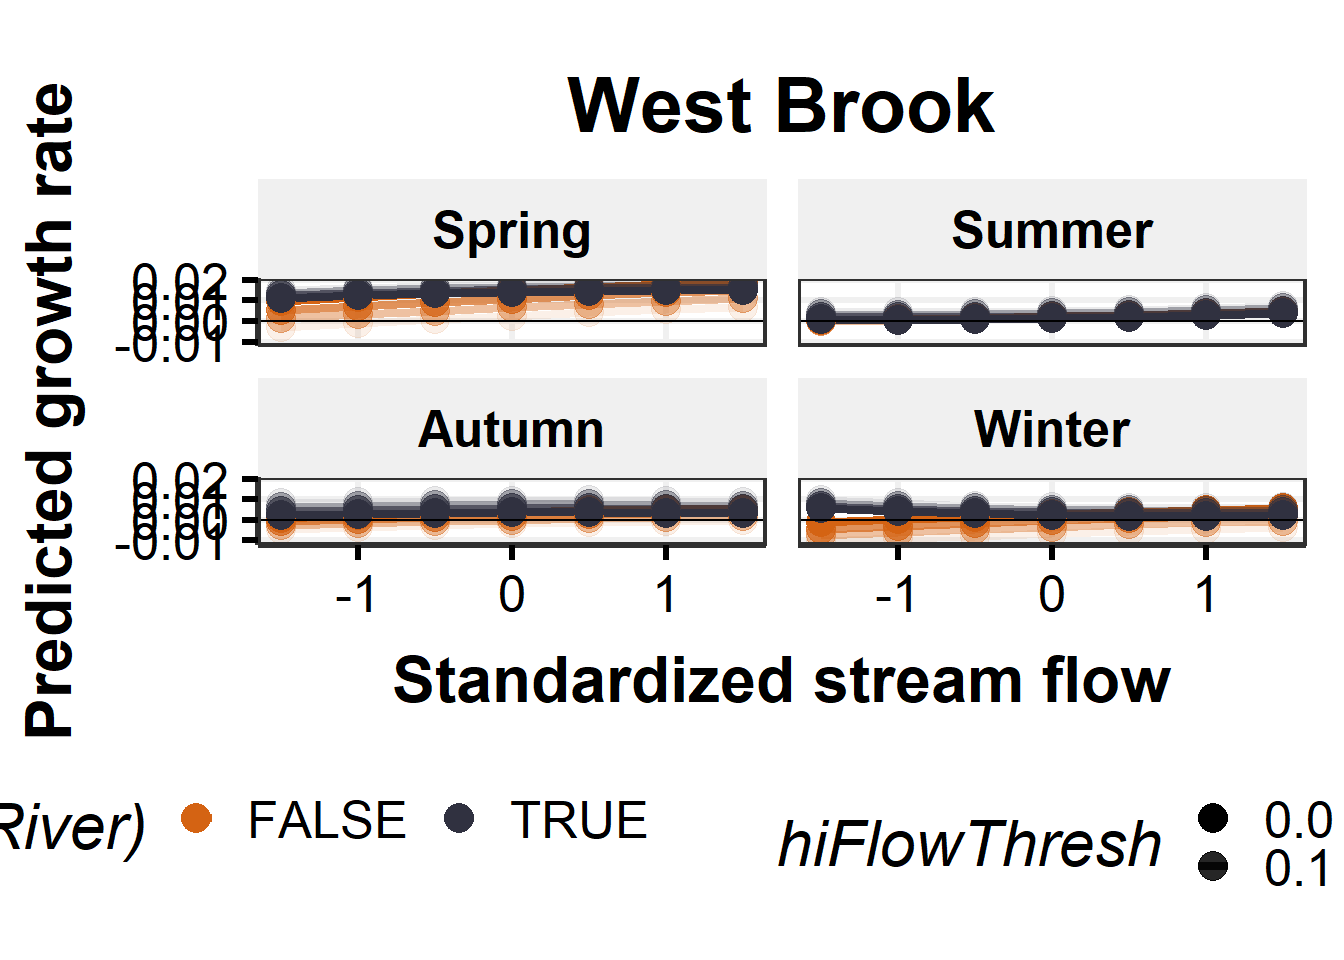 West Brook
Predicted growth rate
Spring
Summer
0.02
0.01
0.00
-0.01
Autumn
Winter
0.02
0.01
0.00
-0.01
-1 0 1
-1 0 1
Standardized stream flow
River) FALSE TRUE
hiFlowThresh 0.0
0.1